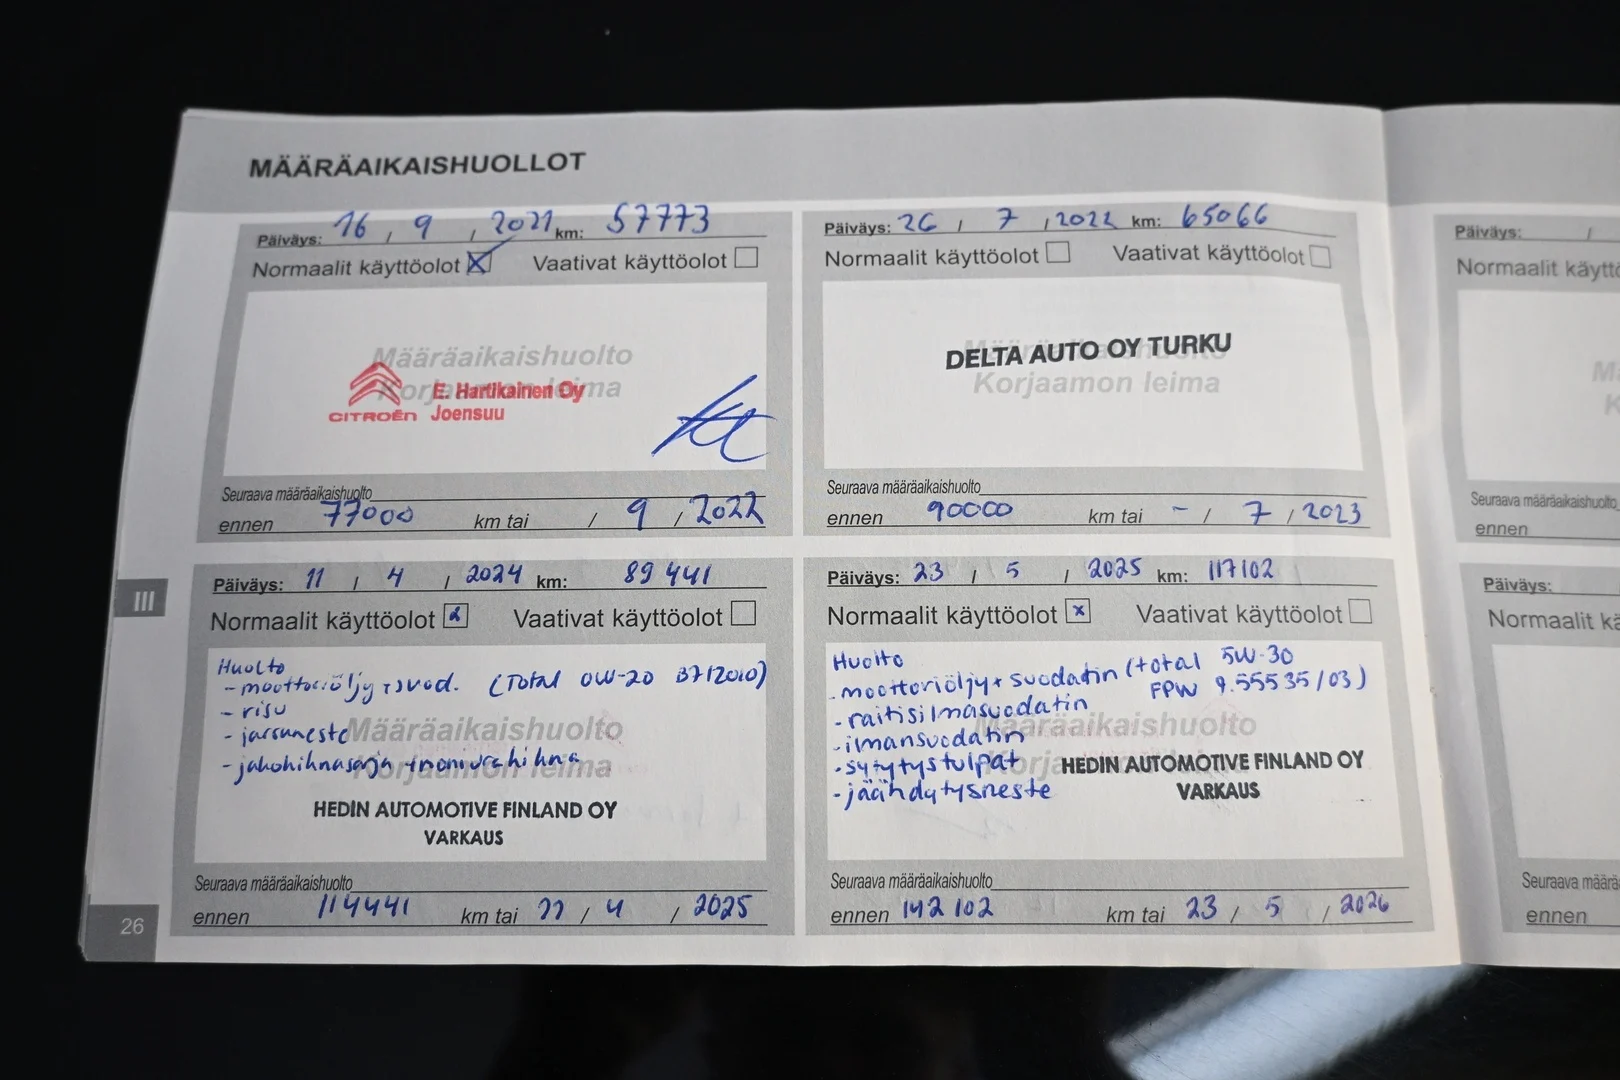 MÄÄRÄAIKAISHUOLLOT
Päiväys: 16 / 9 / 2021 km: 57773
Normaalit käyttöolot Vaativat käyttöolot
Määräaikaishuolto
Korjaamon leima
CITROËN
E. Hartikainen Oy
Joensuu
Seuraava määräaikaishuolto
ennen 77000 km tai / 9 / 2022
Päiväys: 26 / 7 / 2022 km: 65066
Normaalit käyttöolot Vaativat käyttöolot
DELTA AUTO OY TURKU
Korjaamon leima
Seuraava määräaikaishuolto
ennen 90000 km tai - / 7 / 2023
Päiväys: 11 / 4 / 2024 km: 89 441
Normaalit käyttöolot x Vaativat käyttöolot
Huolto
- moottoriöljy + suod. (Total 0W-20 B712010)
- risu
- jarruneste
Määräaikaishuolto
- jakohihnasarja + moniurahihna
Korjaamon leima
HEDIN AUTOMOTIVE FINLAND OY
VARKAUS
Seuraava määräaikaishuolto
ennen 114441 km tai / 4 / 2025
Päiväys: 23 / 5 / 2025 km: 117102
Normaalit käyttöolot x Vaativat käyttöolot
Huolto
- moottoriöljy + suodatin (total 5W-30
FPW 9.55535/03)
- raitisilmasuodatin
Määräaikaishuolto
- ilmansuodatin
- sytytystulpat
Korjaamon leima
- jäähdytysneste
HEDIN AUTOMOTIVE FINLAND OY
VARKAUS
Seuraava määräaikaishuolto
ennen 142 102 km tai 23 / 5 / 2026
III
26
Päiväys: /
Normaalit käyttö
Seuraava määräaikaishuolto
ennen
Päiväys:
Normaalit kä
Seuraava määrä
ennen